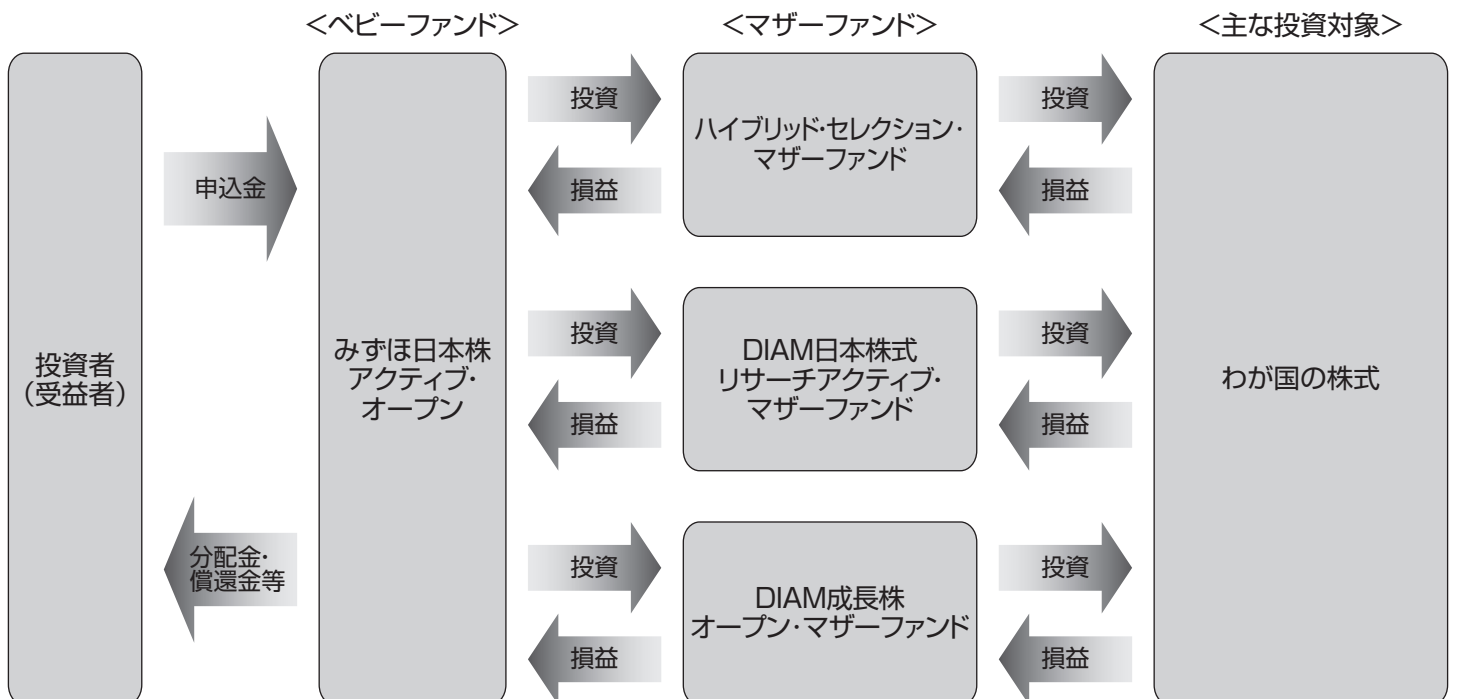 ＜ベビーファンド＞
＜マザーファンド＞
＜主な投資対象＞
投資者
（受益者）
申込金
分配金・
償還金等
みずほ日本株
アクティブ・
オープン
投資
損益
ハイブリッド・セレクション・
マザーファンド
投資
損益
投資
損益
DIAM日本株式
リサーチアクティブ・
マザーファンド
投資
損益
投資
損益
DIAM成長株
オープン・マザーファンド
投資
損益
わが国の株式